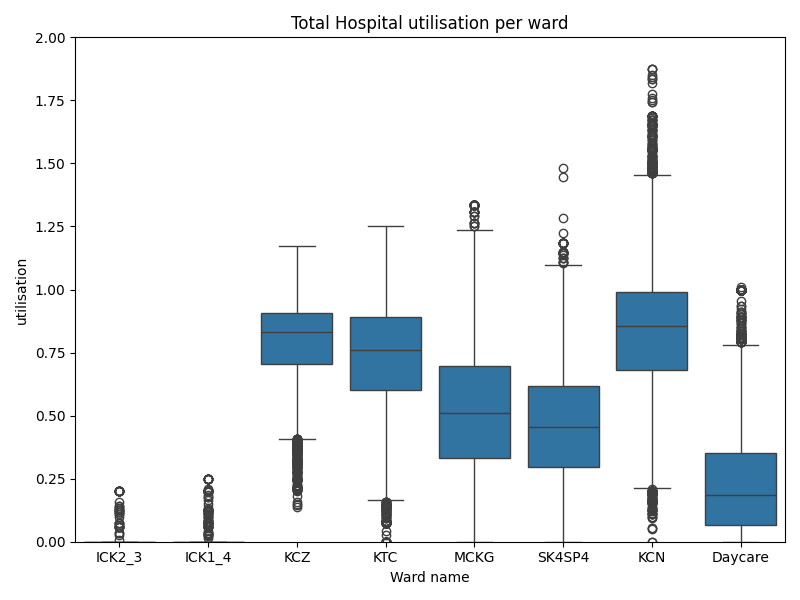 Total Hospital utilisation per ward
2.00
1.75
1.50
1.25
1.00
0.75
0.50
0.25
0.00
utilisation
ICK2_3 ICK1_4 KCZ KTC MCKG SK4SP4 KCN Daycare
Ward name